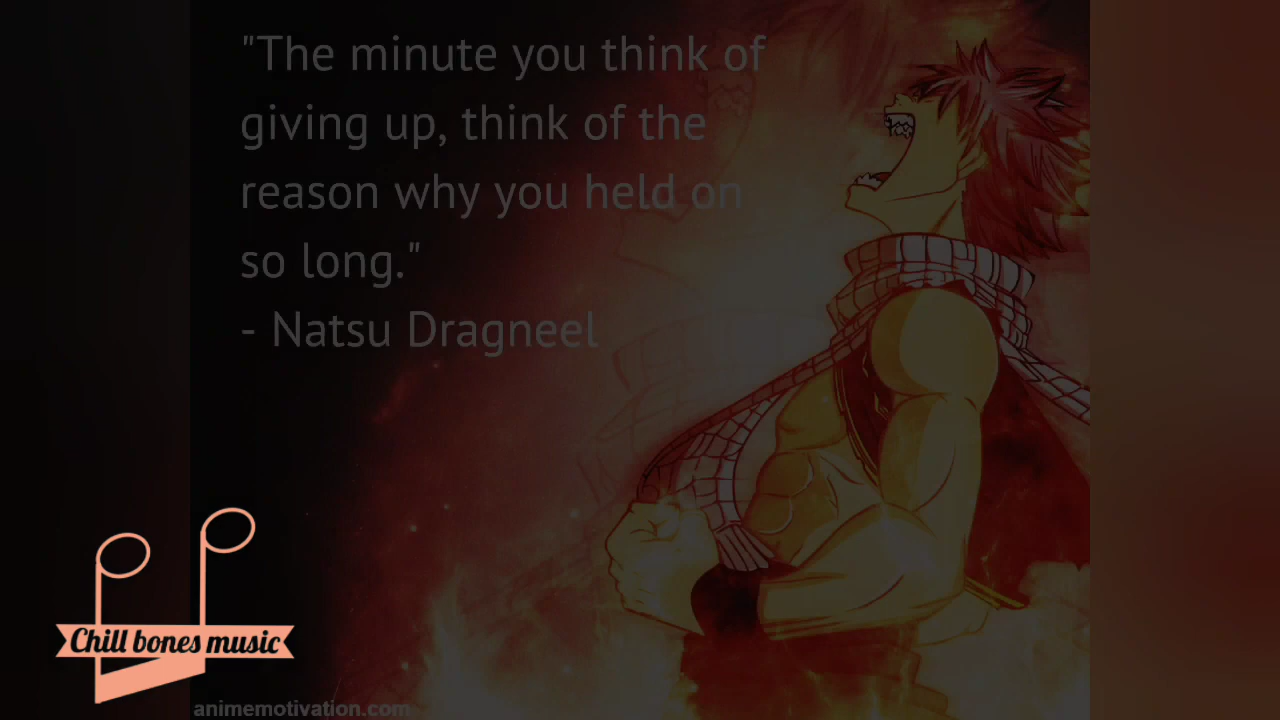 "The minute you think of
giving up, think of the
reason why you held on
so long."
- Natsu Dragneel
Chill bones music
animemotivation.com